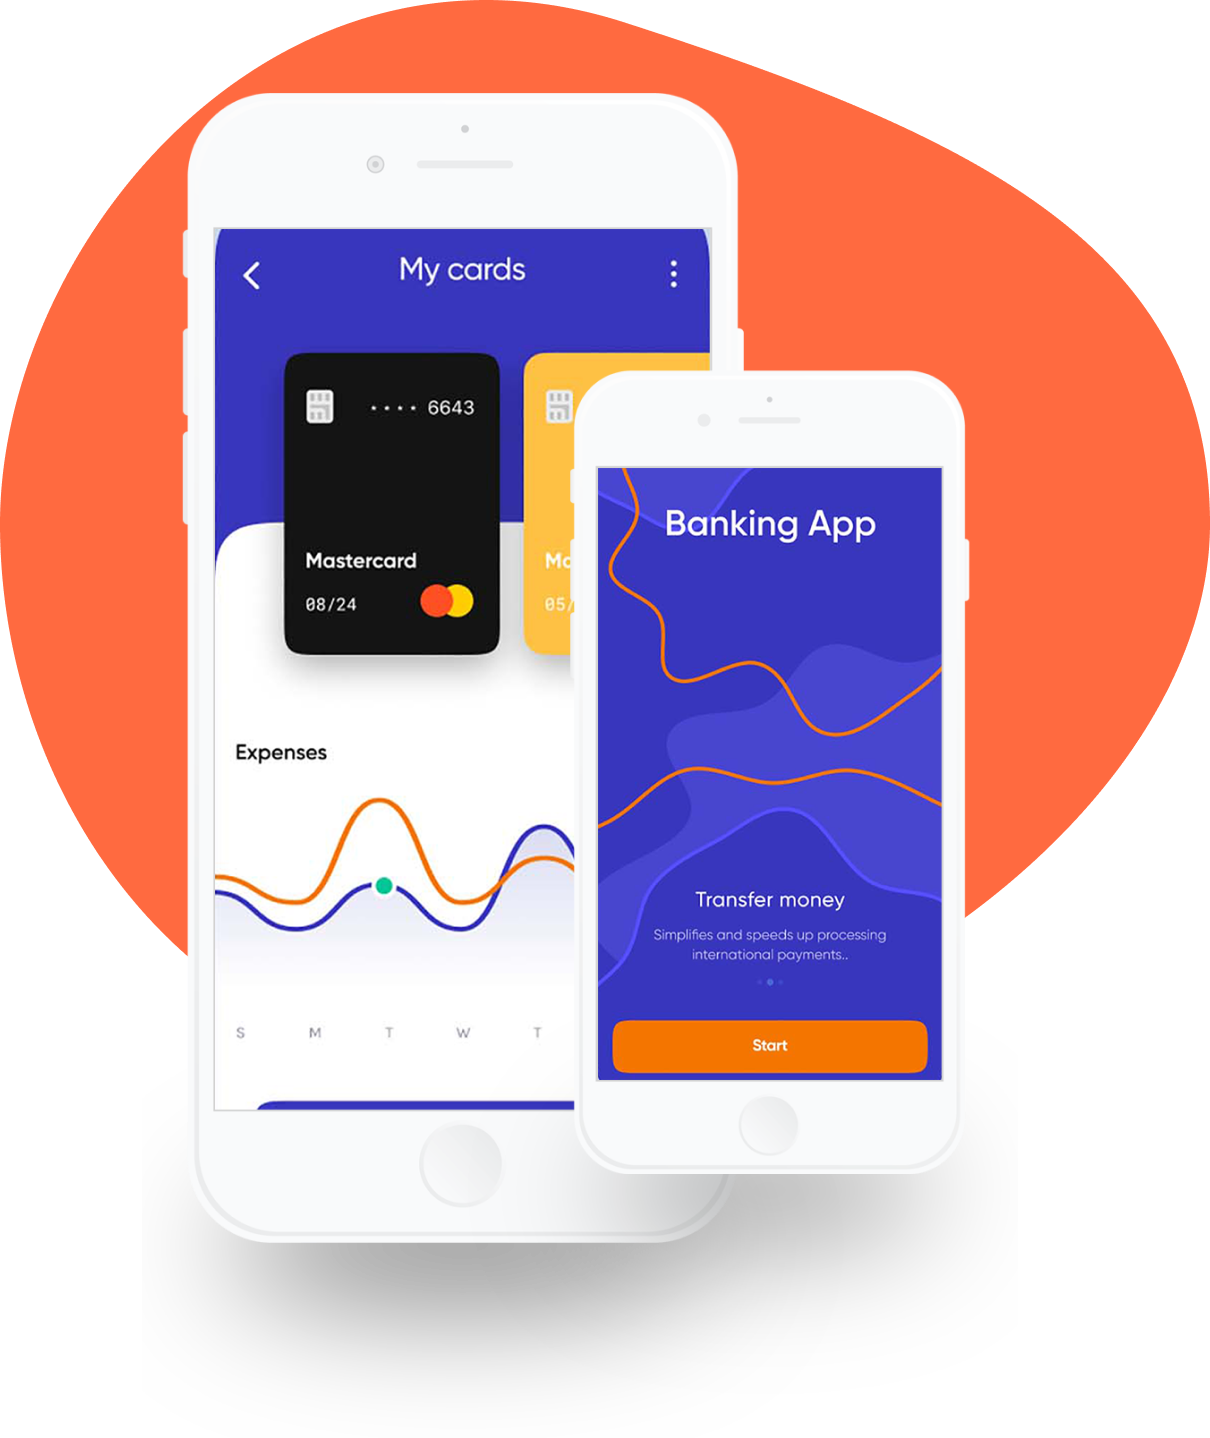 My cards
•••• 6643
Mastercard
08/24
05/
Expenses
S M T W T
Banking App
Transfer money
Simplifies and speeds up processing
international payments..
Start